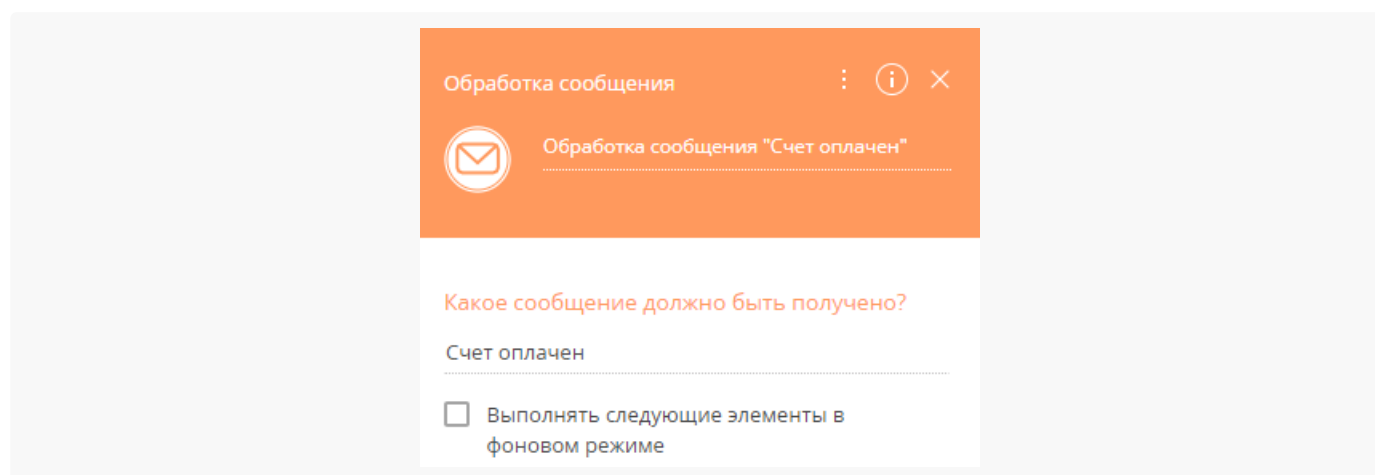 Обработка сообщения
Обработка сообщения "Счет оплачен"
Какое сообщение должно быть получено?
Счет оплачен
Выполнять следующие элементы в
фоновом режиме